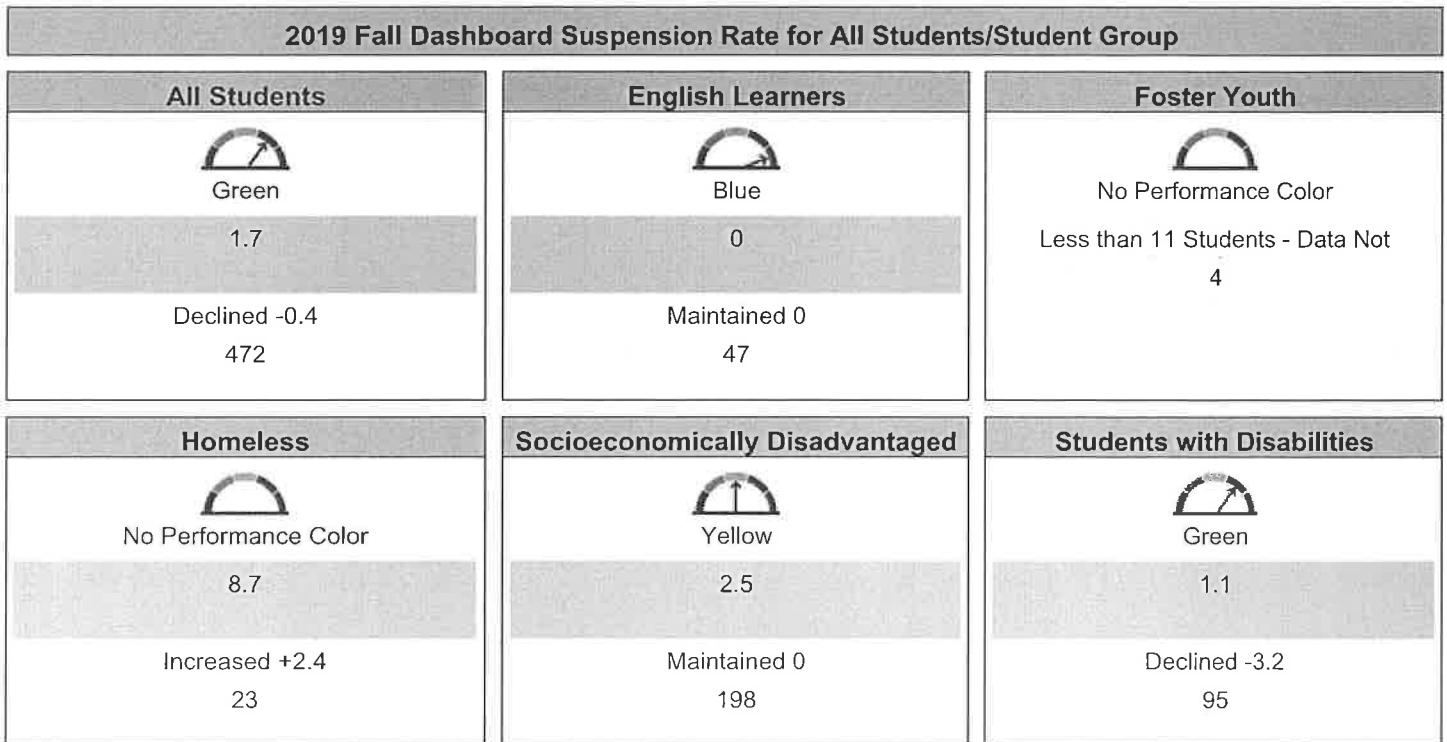 2019 Fall Dashboard Suspension Rate for All Students/Student Group
All Students
Green
1.7
Declined -0.4
472
English Learners
Blue
0
Maintained 0
47
Foster Youth
No Performance Color
Less than 11 Students - Data Not
4
Homeless
No Performance Color
8.7
Increased +2.4
23
Socioeconomically Disadvantaged
Yellow
2.5
Maintained 0
198
Students with Disabilities
Green
1.1
Declined -3.2
95